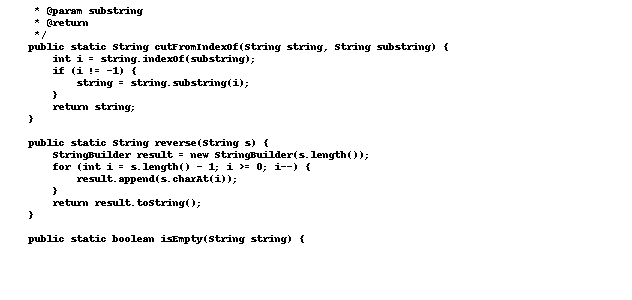 * @param substring
* @return
*/
public static String cutFromIndexOf(String string, String substring) {
int i = string.indexOf(substring);
if (i != -1) {
string = string.substring(i);
}
return string;
}
public static String reverse(String s) {
StringBuilder result = new StringBuilder(s.length());
for (int i = s.length() - 1; i >= 0; i--) {
result.append(s.charAt(i));
}
return result.toString();
}
public static boolean isEmpty(String string) {